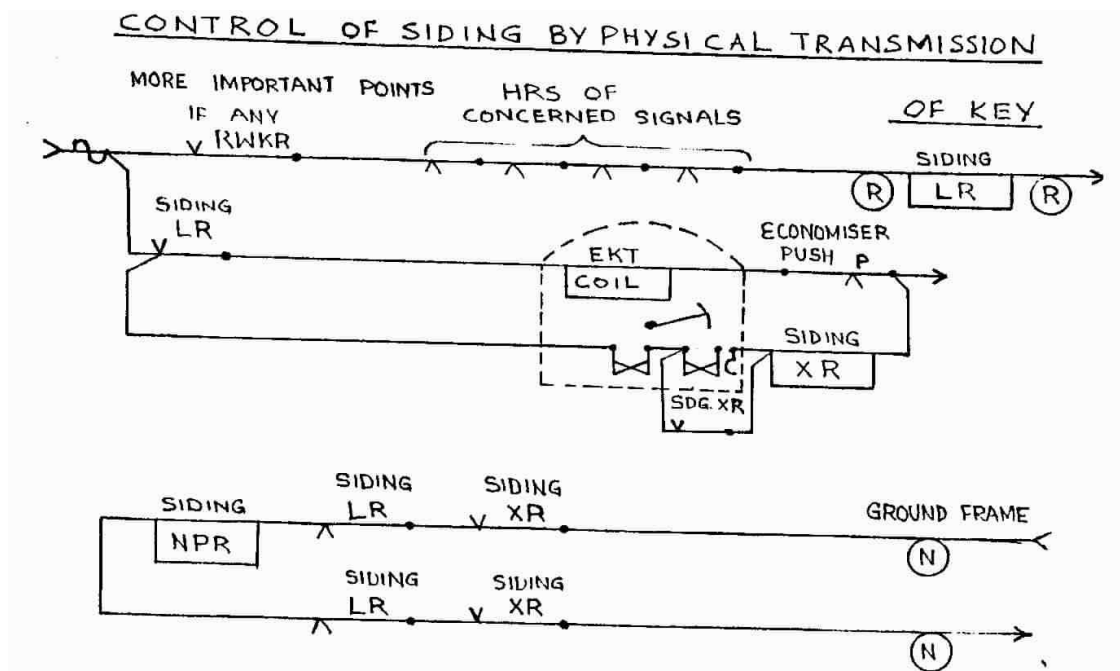 CONTROL OF SIDING BY PHYSICAL TRANSMISSION
OF KEY
MORE IMPORTANT POINTS
IF ANY
RWKR
HRS OF
CONCERNED SIGNALS
SIDING
R LR R
SIDING
LR
EKT
COIL
ECONOMISER
PUSH P
SIDING
XR
SDG. XR
SIDING
NPR
SIDING
LR
SIDING
XR
GROUND FRAME
N
SIDING
LR
SIDING
XR
N